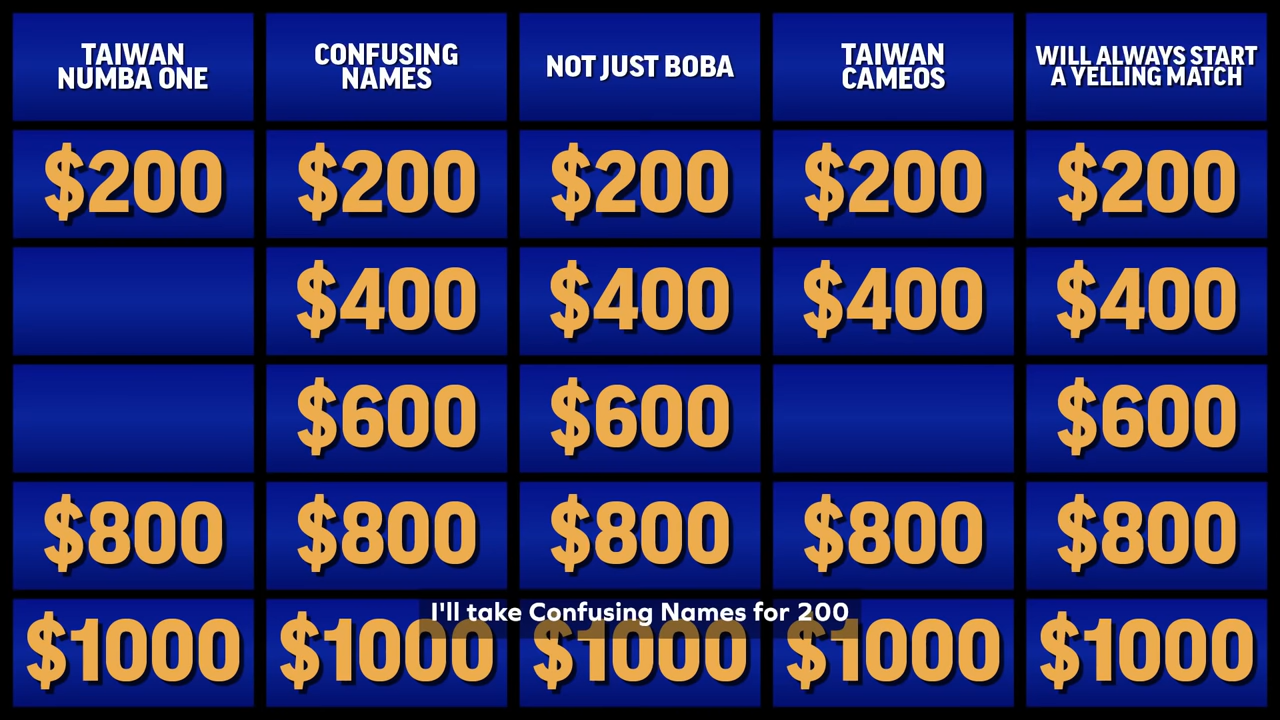 TAIWAN
NUMBA ONE
CONFUSING
NAMES
NOT JUST BOBA
TAIWAN
CAMEOS
WILL ALWAYS START
A YELLING MATCH
$200 $200 $200 $200 $200
$400 $400 $400 $400
$600 $600 $600
$800 $800 $800 $800 $800
I'll take Confusing Names for 200
$1000 $1000 $1000 $1000 $1000